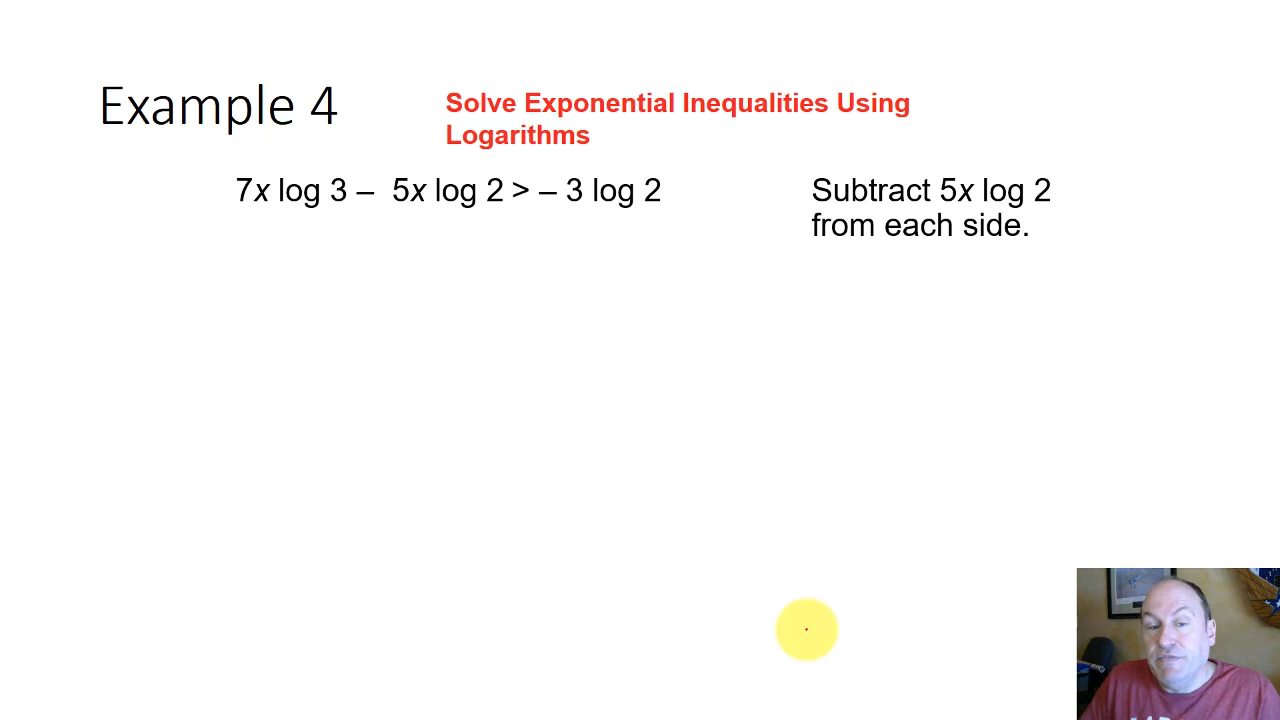 Example 4
Solve Exponential Inequalities Using
Logarithms
7x log 3 – 5x log 2 > – 3 log 2
Subtract 5x log 2
from each side.